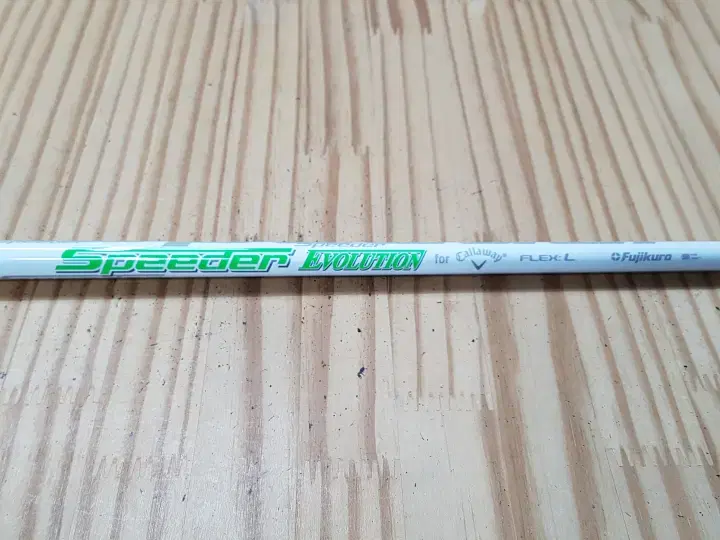 Speeder EVOLUTION for Callaway® FLEX:L Fujikura